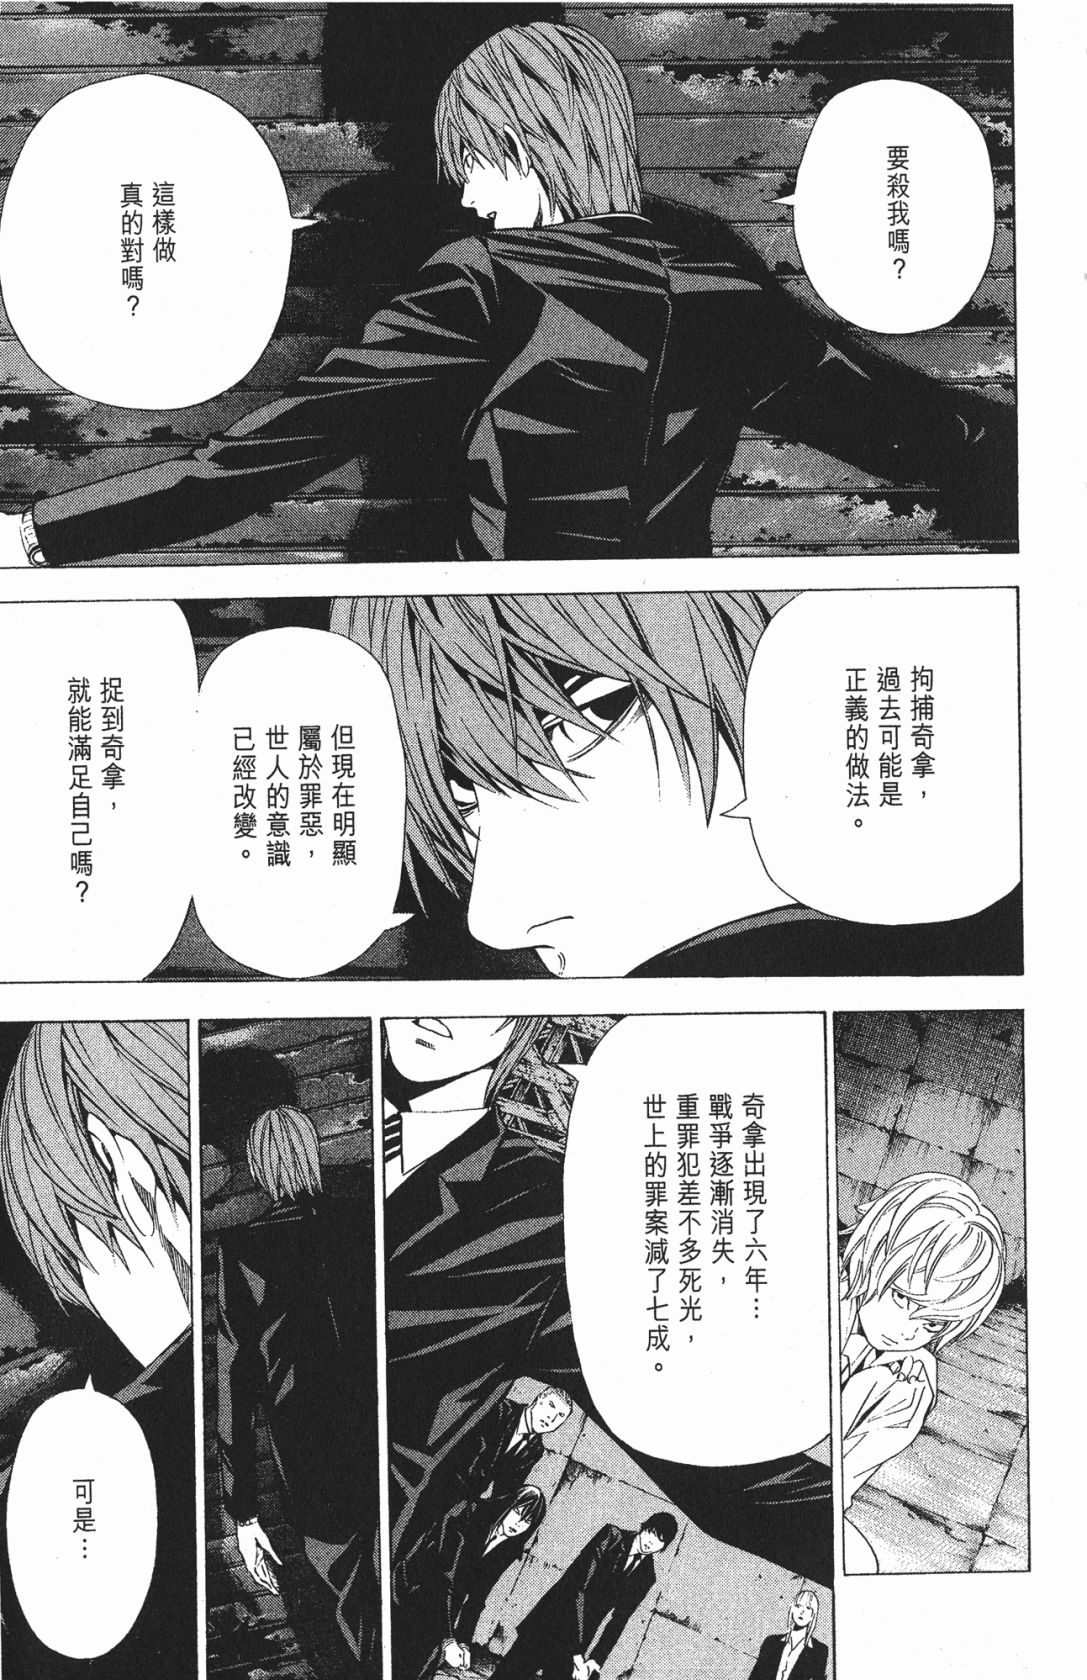 要殺我嗎？
這樣做
真的對嗎？
拘捕奇拿，
過去可能是
正義的做法。
但現在明顯
屬於罪惡，
世人的意識
已經改變。
捉到奇拿，
就能滿足自己嗎？
奇拿出現了六年…
戰爭逐漸消失，
重罪犯差不多死光，
世上的罪案減了七成。
可是…